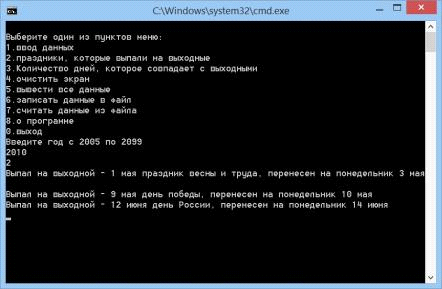 C:\Windows\system32\cmd.exe
Выберите один из пунктов меню:
1.ввод данных
2.праздники, которые выпали на выходные
3.Количество дней, которое совпадает с выходными
4.очистить экран
5.вывести все данные
6.записать данные в файл
7.считать данные из файла
8.о програмне
0.выход
Введите год с 2005 по 2099
2010
2
Выпал на выходной - 1 мая праздник весны и труда, перенесен на понедельник 3 мая
Выпал на выходной - 9 мая день победы, перенесен на понедельник 10 мая
Выпал на выходной - 12 июня день России, перенесен на понедельник 14 июня